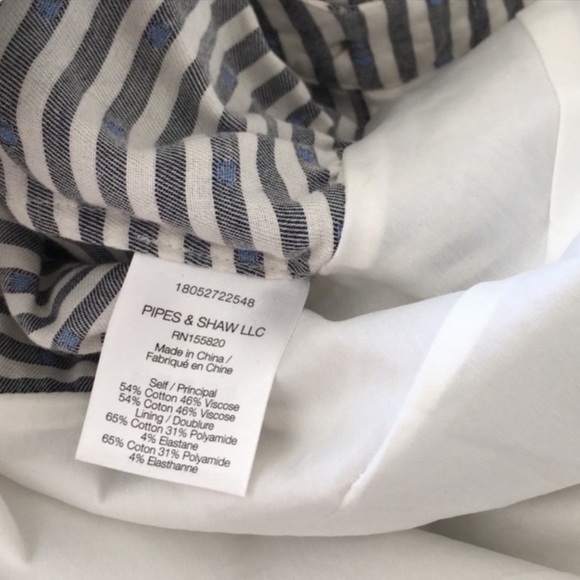 18052722548
PIPES & SHAW LLC
RN155820
Made in China /
Fabriqué en Chine
Self / Principal
54% Cotton 46% Viscose
54% Coton 46% Viscose
Lining / Doublure
65% Cotton 31% Polyamide
4% Elastane
65% Coton 31% Polyamide
4% Elasthanne